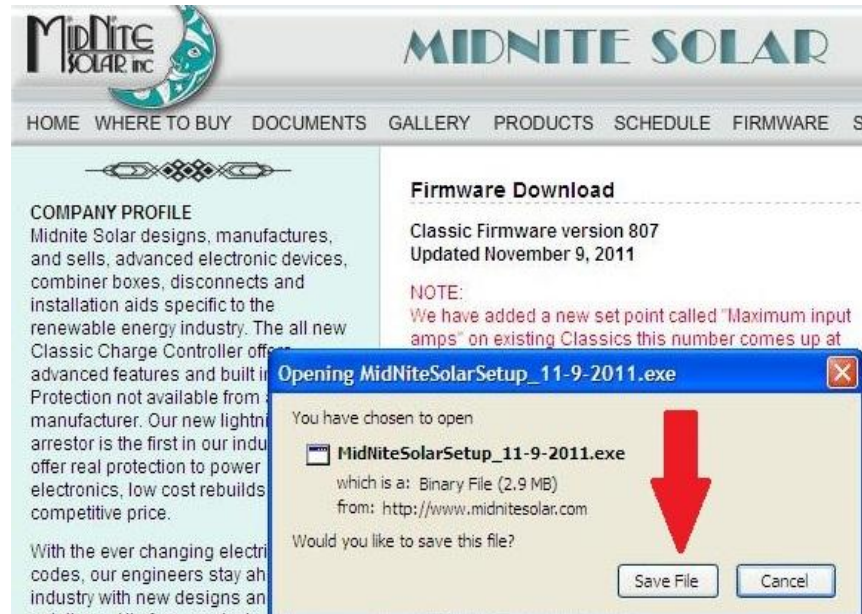 MIDNITE
SOLAR INC
MIDNITE SOLAR
HOME WHERE TO BUY DOCUMENTS GALLERY PRODUCTS SCHEDULE FIRMWARE S
COMPANY PROFILE
Midnite Solar designs, manufactures,
and sells, advanced electronic devices,
combiner boxes, disconnects and
installation aids specific to the
renewable energy industry. The all new
Classic Charge Controller
advanced features and built
Protection not available from
manufacturer. Our new
arrestor is the first in our
offer real protection to power
electronics, low cost rebuilds
competitive price.
With the ever changing
codes, our engineers stay
industry with new designs
Firmware Download
Classic Firmware version 807
Updated November 9, 2011
NOTE:
We have added a new set point called "Maximum input
amps" on existing Classics this number comes up at
Opening MidNiteSolarSetup_11-9-2011.exe
You have chosen to open
MidNiteSolarSetup_11-9-2011.exe
which is a: Binary File (2.9 MB)
from: http://www.midnitesolar.com
Would you like to save this file?
Save File Cancel